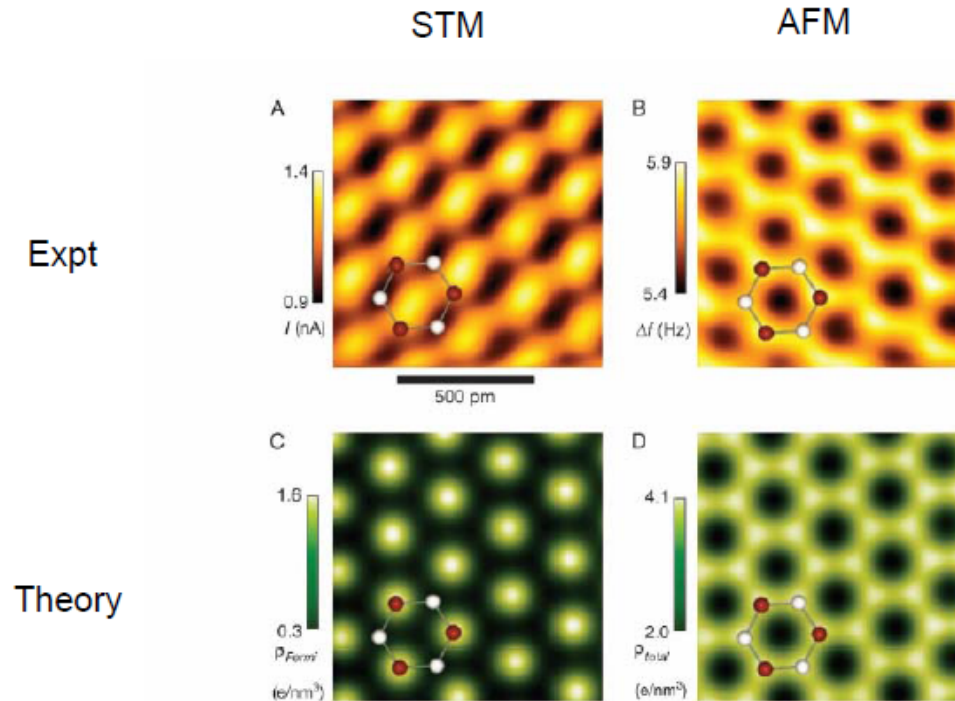 STM
AFM
Expt
A
1.4
0.9
I (nA)
B
5.9
5.4
Δf (Hz)
500 pm
Theory
C
1.6
0.3
ρFermi
(e/nm³)
D
4.1
2.0
ρtotal
(e/nm³)